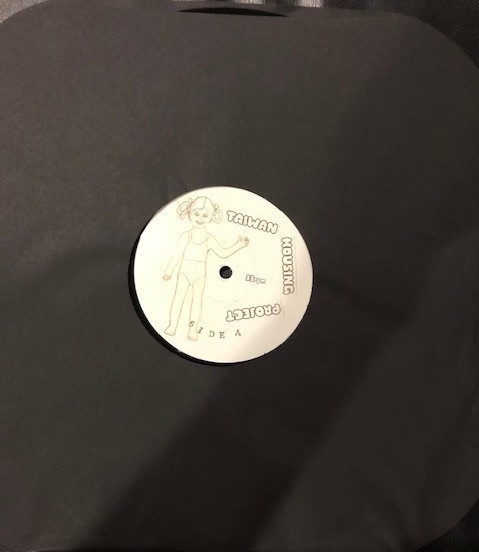 TAIWAN
HOUSING
PROJECT
33rpm
SIDE A